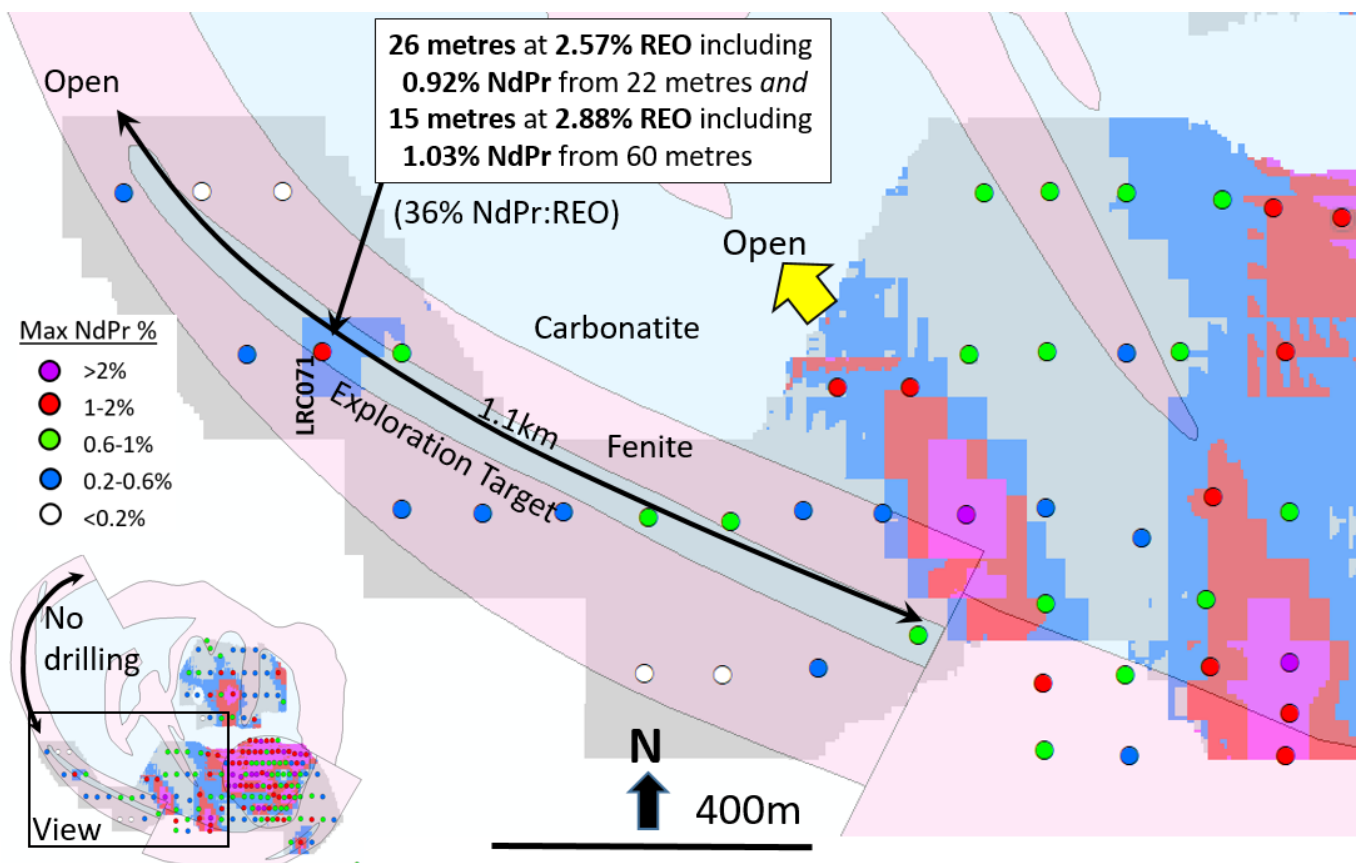 26 metres at 2.57% REO including
0.92% NdPr from 22 metres and
15 metres at 2.88% REO including
1.03% NdPr from 60 metres
Open
(36% NdPr:REO)
Open
Carbonatite
Max NdPr %
>2%
1-2%
0.6-1%
0.2-0.6%
<0.2%
LRC071
1.1km
Fenite
Exploration Target
No
drilling
View
N
400m